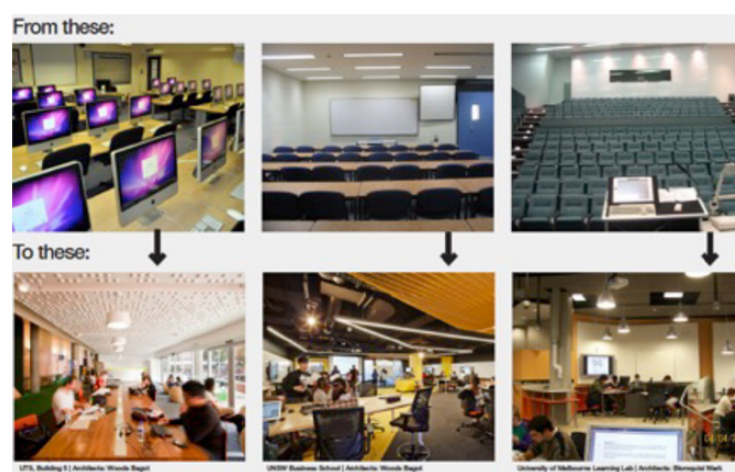 From these:
To these:
UTS, Building 5 | Architects: Woods Bagot
UNSW Business School | Architects: Woods Bagot
University of Melbourne Learning Lab | Architects: